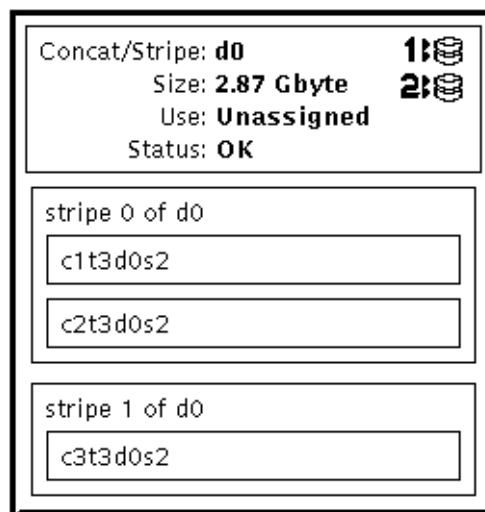 Concat/Stripe: d0 1:
Size: 2.87 Gbyte 2:
Use: Unassigned
Status: OK
stripe 0 of d0
c1t3d0s2
c2t3d0s2
stripe 1 of d0
c3t3d0s2